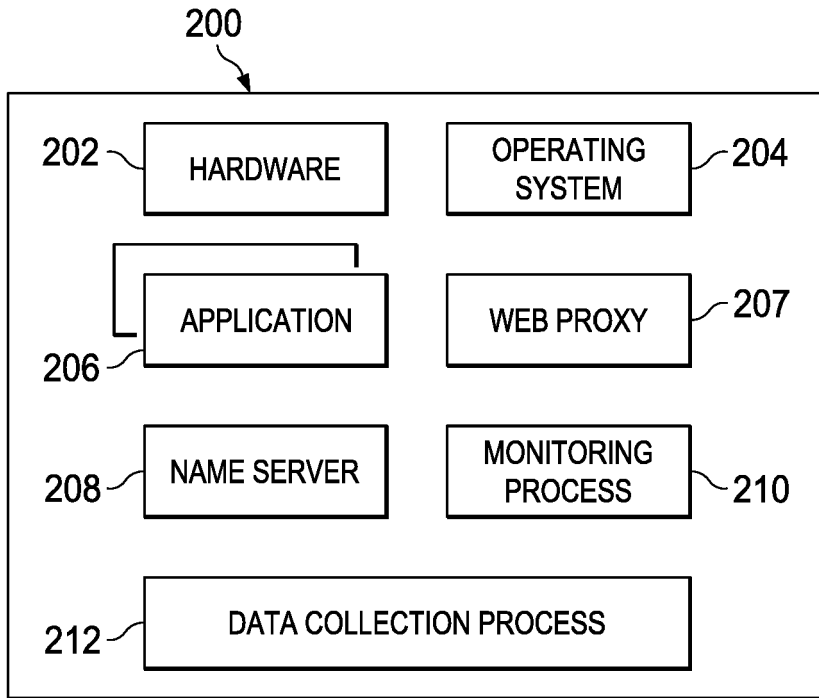 200
202
HARDWARE
OPERATING
SYSTEM
204
206
APPLICATION
WEB PROXY
207
208
NAME SERVER
MONITORING
PROCESS
210
212
DATA COLLECTION PROCESS